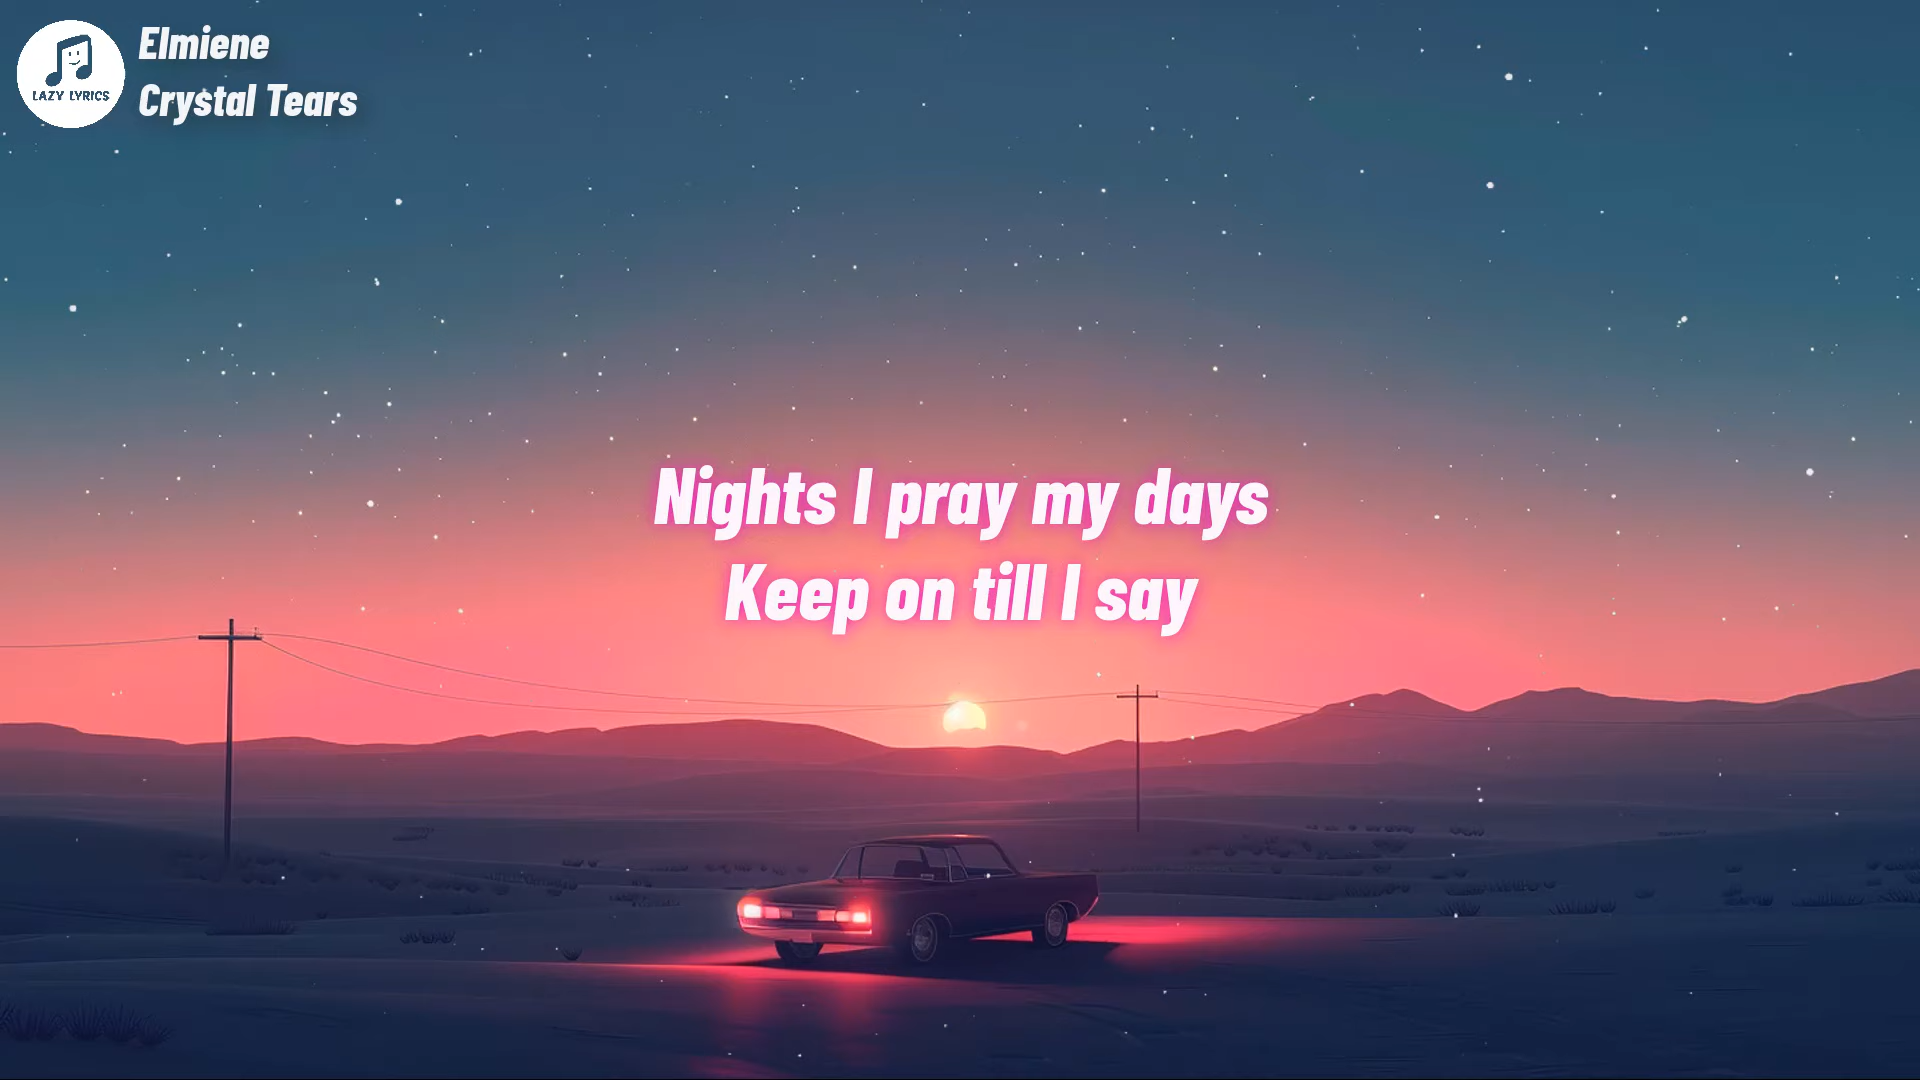 Elmiene
Crystal Tears
LAZY LYRICS
Nights I pray my days
Keep on till I say